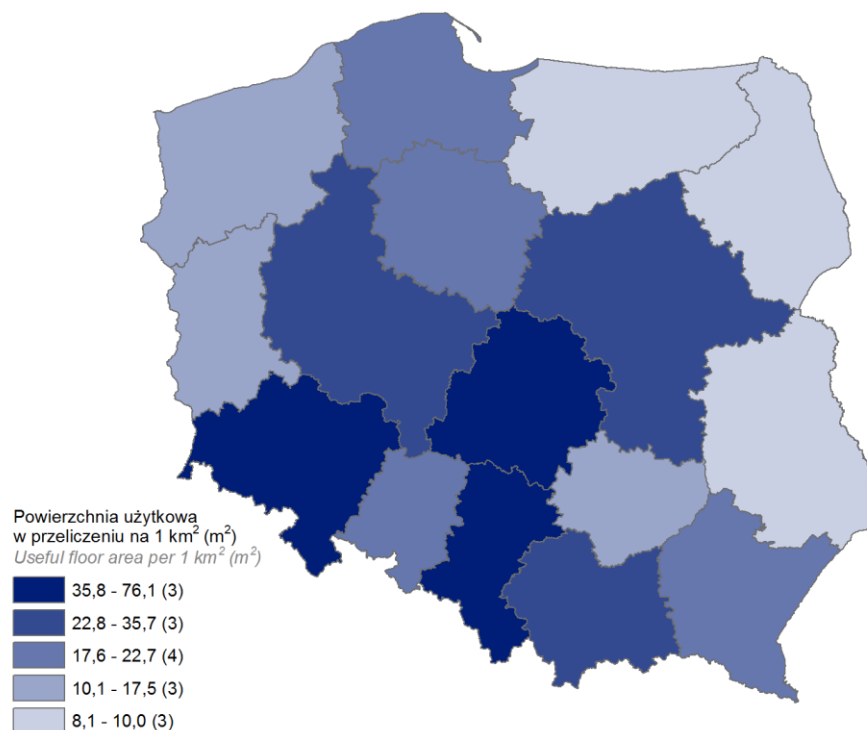 Powierzchnia użytkowa
w przeliczeniu na 1 km² (m²)
Useful floor area per 1 km² (m²)
35,8 - 76,1 (3)
22,8 - 35,7 (3)
17,6 - 22,7 (4)
10,1 - 17,5 (3)
8,1 - 10,0 (3)